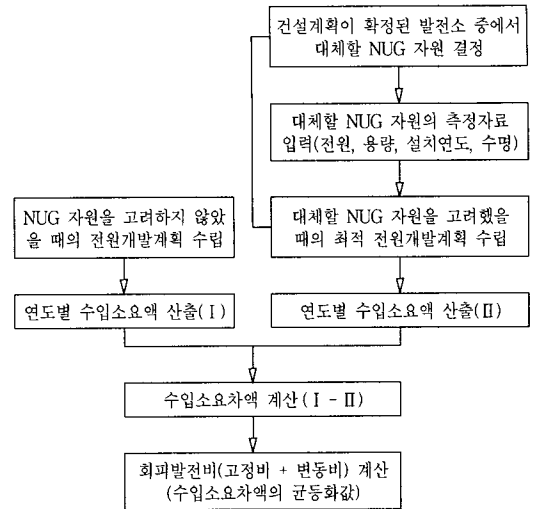 건설계획이 확정된 발전소 중에서
대체할 NUG 자원 결정
대체할 NUG 자원의 측정자료
입력(전원, 용량, 설치연도, 수명)
NUG 자원을 고려하지 않았
을 때의 전원개발계획 수립
대체할 NUG 자원을 고려했을
때의 최적 전원개발계획 수립
연도별 수입소요액 산출(Ⅰ)
연도별 수입소요액 산출(Ⅱ)
수입소요차액 계산(Ⅰ - Ⅱ)
회피발전비(고정비 + 변동비) 계산
(수입소요차액의 균등화값)